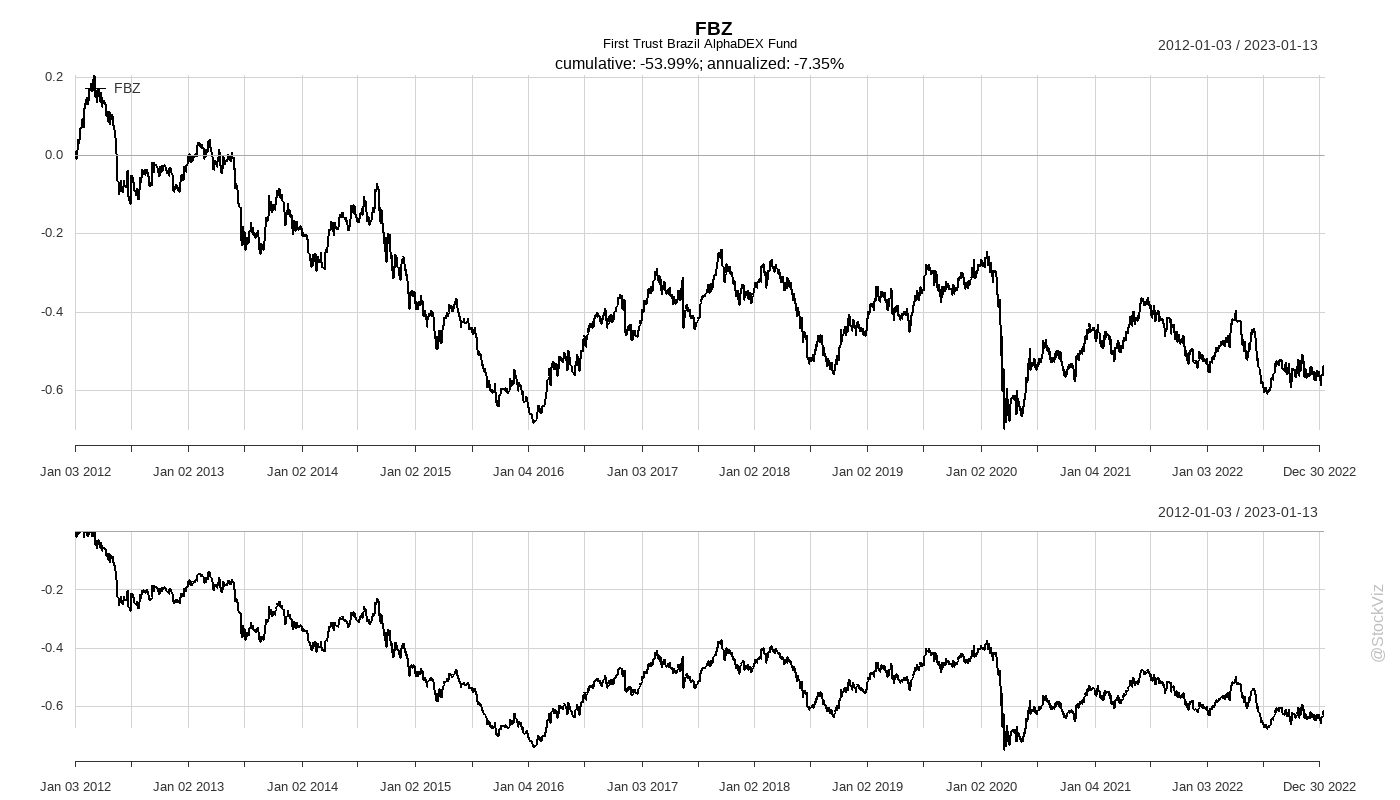 FBZ
First Trust Brazil AlphaDEX Fund
cumulative: -53.99%; annualized: -7.35%
2012-01-03 / 2023-01-13
FBZ
0.2
0.0
-0.2
-0.4
-0.6
Jan 03 2012 Jan 02 2013 Jan 02 2014 Jan 02 2015 Jan 04 2016 Jan 03 2017 Jan 02 2018 Jan 02 2019 Jan 02 2020 Jan 04 2021 Jan 03 2022 Dec 30 2022
2012-01-03 / 2023-01-13
-0.2
-0.4
-0.6
Jan 03 2012 Jan 02 2013 Jan 02 2014 Jan 02 2015 Jan 04 2016 Jan 03 2017 Jan 02 2018 Jan 02 2019 Jan 02 2020 Jan 04 2021 Jan 03 2022 Dec 30 2022
@StockViz